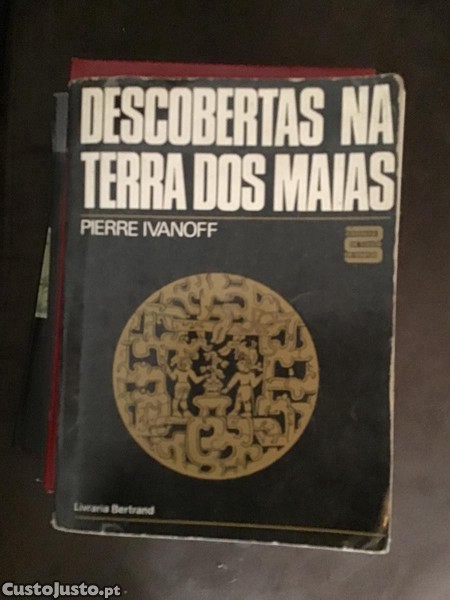 DESCOBERTAS NA
TERRA DOS MAIAS
PIERRE IVANOFF
Livraria Bertrand
CustoJusto.pt